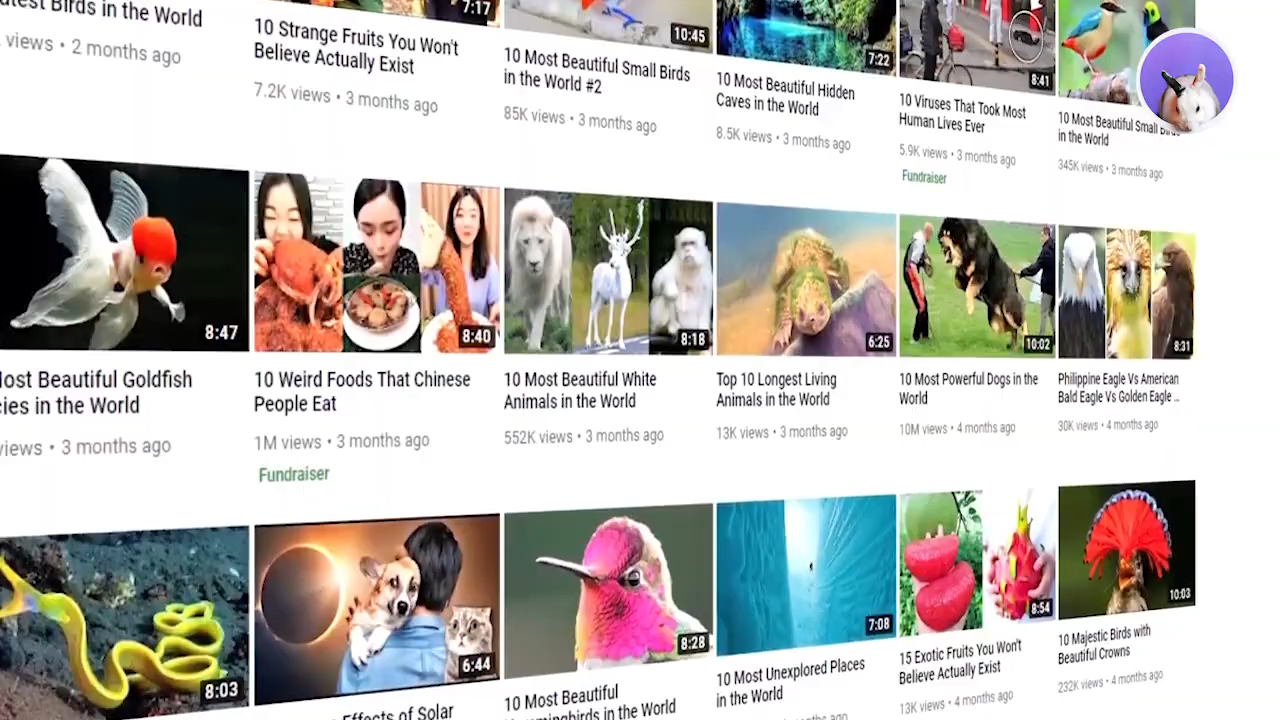 Birds in the World
views • 2 months ago
7:17
10 Strange Fruits You Won't
Believe Actually Exist
7.2K views • 3 months ago
10:45
10 Most Beautiful Small Birds
in the World #2
85K views • 3 months ago
7:22
10 Most Beautiful Hidden
Caves in the World
8.5K views • 3 months ago
8:41
10 Viruses That Took Most
Human Lives Ever
5.9K views • 3 months ago
Fundraiser
10 Most Beautiful Small Birds
in the World
345K views • 3 months ago
8:47
Most Beautiful Goldfish
cies in the World
views • 3 months ago
8:40
10 Weird Foods That Chinese
People Eat
1M views • 3 months ago
Fundraiser
8:18
10 Most Beautiful White
Animals in the World
552K views • 3 months ago
6:25
Top 10 Longest Living
Animals in the World
13K views • 3 months ago
10:02
10 Most Powerful Dogs in the
World
10M views • 4 months ago
8:31
Philippine Eagle Vs American
Bald Eagle Vs Golden Eagle ...
30K views • 4 months ago
8:03
6:44
Effects of Solar
8:28
10 Most Beautiful
Hummingbirds in the World
7:08
10 Most Unexplored Places
in the World
months ago
8:54
15 Exotic Fruits You Won't
Believe Actually Exist
13K views • 4 months ago
10:03
10 Majestic Birds with
Beautiful Crowns
232K views • 4 months ago